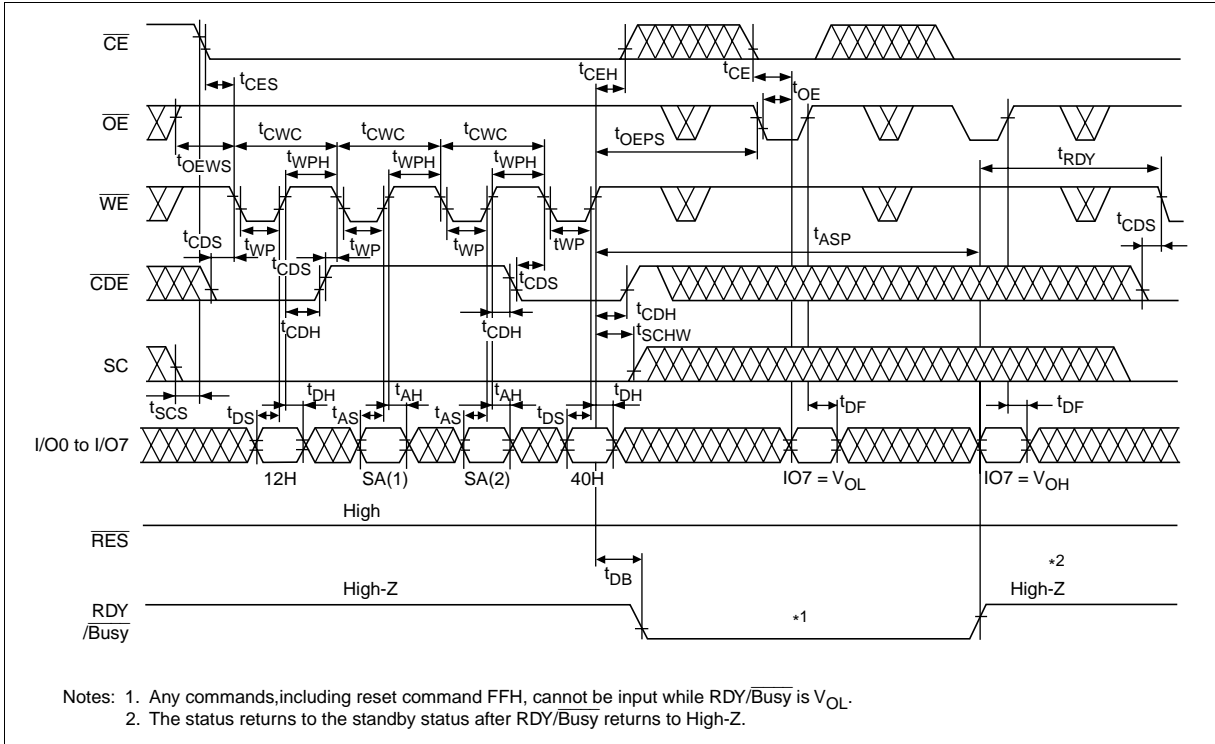 CE
tCEH
tCE
tCES
tOE
OE
tCWC tCWC tCWC
tOEWS
tWPH tWPH tWPH
tOEPS
tRDY
WE
tCDS
tWP tWP tWP tWP
tASP
tCDS
tCDS
tCDS
CDE
tCDH
tCDH
tCDH
tSCHW
SC
tSCS
tDH tAH tAH tDH
tDS tAS tAS tDS
tDF
tDF
I/O0 to I/O7
12H SA(1) SA(2) 40H IO7 = VOL IO7 = VOH
High
RES
tDB
*2
High-Z High-Z
RDY
/Busy
*1
Notes: 1. Any commands,including reset command FFH, cannot be input while RDY/Busy is VOL.
2. The status returns to the standby status after RDY/Busy returns to High-Z.